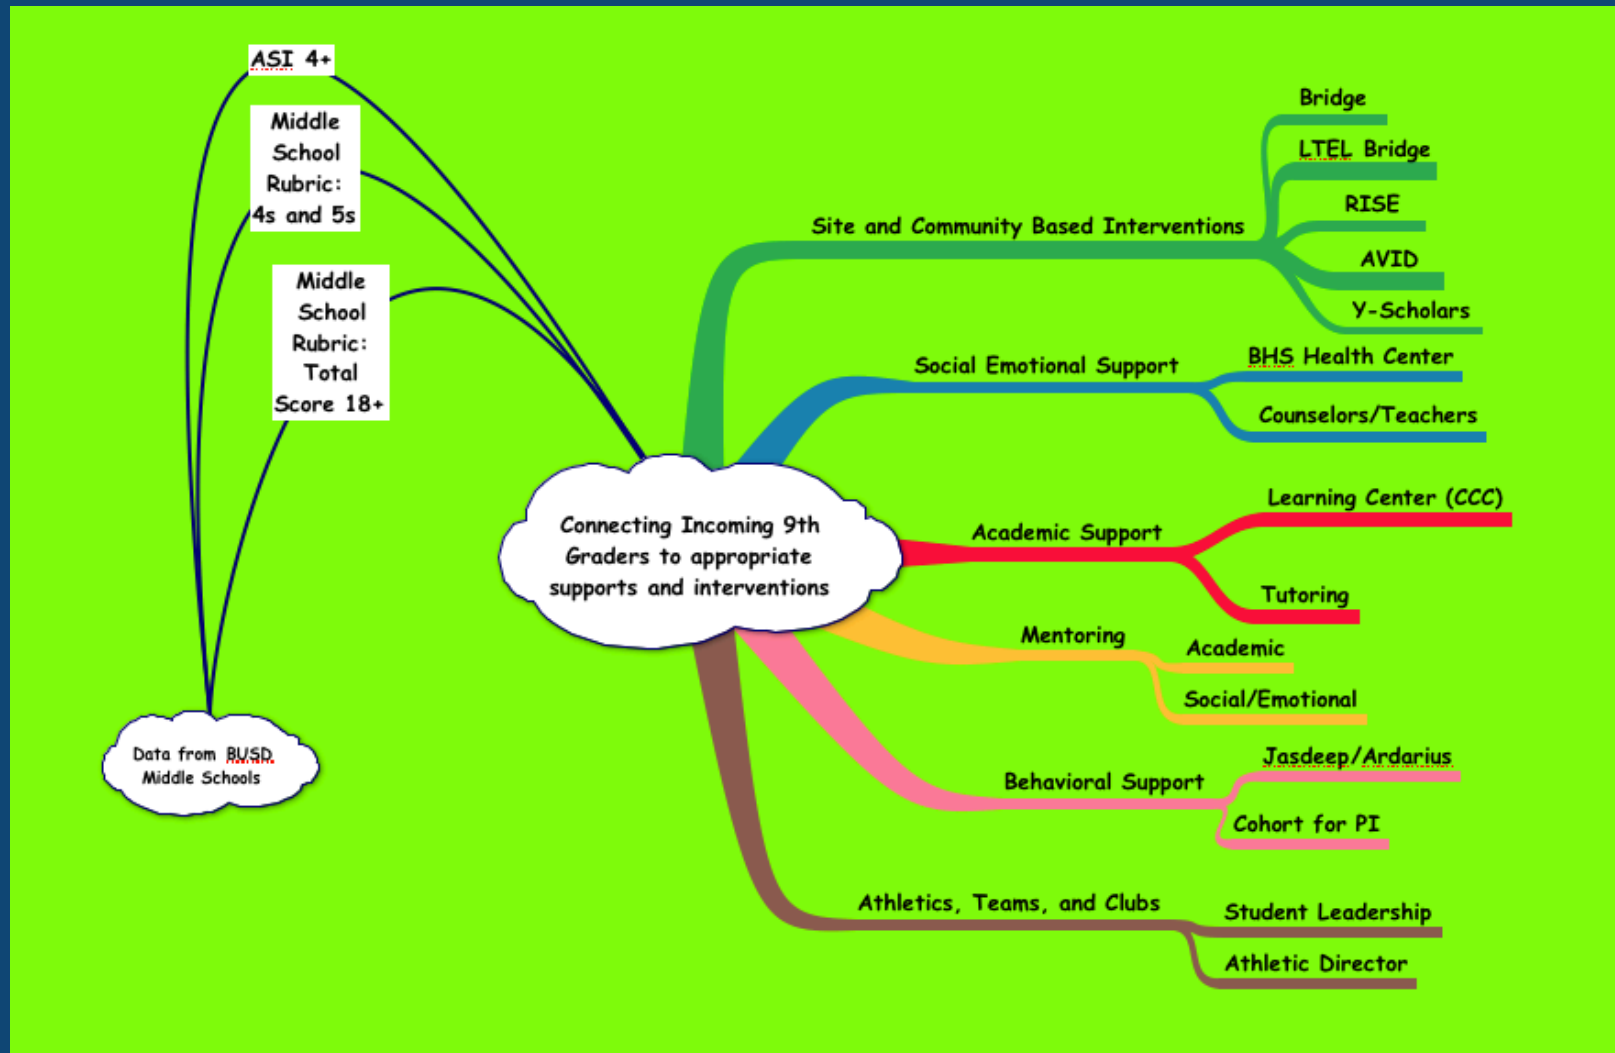 ASI 4+
Middle
School
Rubric:
4s and 5s
Middle
School
Rubric:
Total
Score 18+
Data from BUSD
Middle Schools
Connecting Incoming 9th
Graders to appropriate
supports and interventions
Site and Community Based Interventions
Bridge
LTEL Bridge
RISE
AVID
Y-Scholars
Social Emotional Support
BHS Health Center
Counselors/Teachers
Academic Support
Learning Center (CCC)
Tutoring
Mentoring
Academic
Social/Emotional
Behavioral Support
Jasdeep/Ardarius
Cohort for PI
Athletics, Teams, and Clubs
Student Leadership
Athletic Director